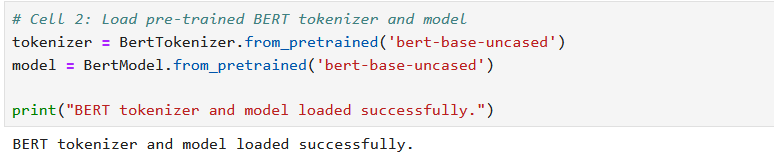 # Cell 2: Load pre-trained BERT tokenizer and model
tokenizer = BertTokenizer.from_pretrained('bert-base-uncased')
model = BertModel.from_pretrained('bert-base-uncased')
print("BERT tokenizer and model loaded successfully.")
BERT tokenizer and model loaded successfully.